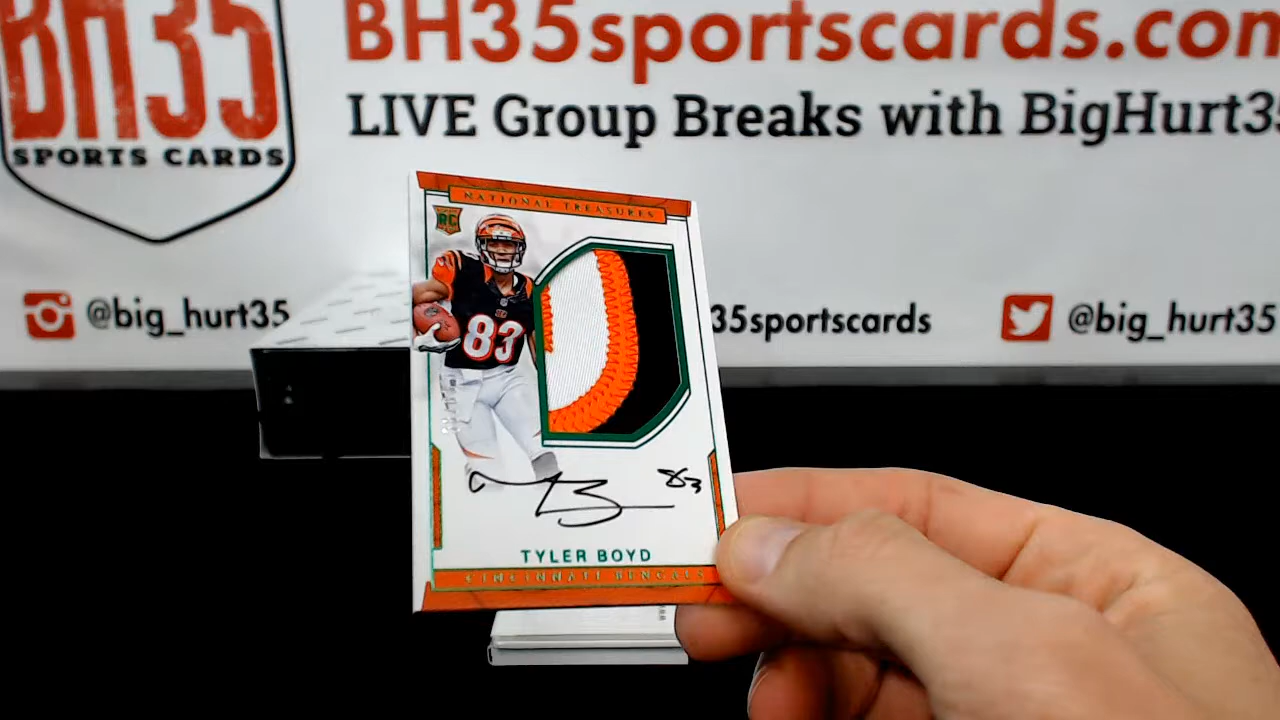 BH35
SPORTS CARDS
BH35sportscards.com
LIVE Group Breaks with BigHurt35
@big_hurt35
35sportscards
@big_hurt35
NATIONAL TREASURES
RC
83
83
TYLER BOYD
CINCINNATI BENGALS